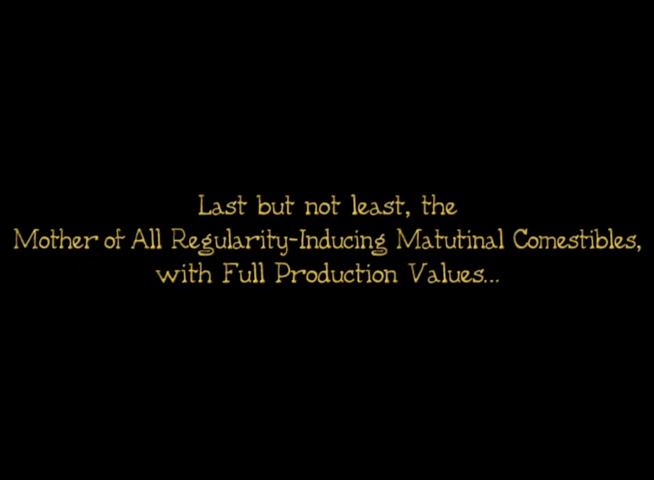 Last but not least, the
Mother of All Regularity-Inducing Matutinal Comestibles,
with Full Production Values...